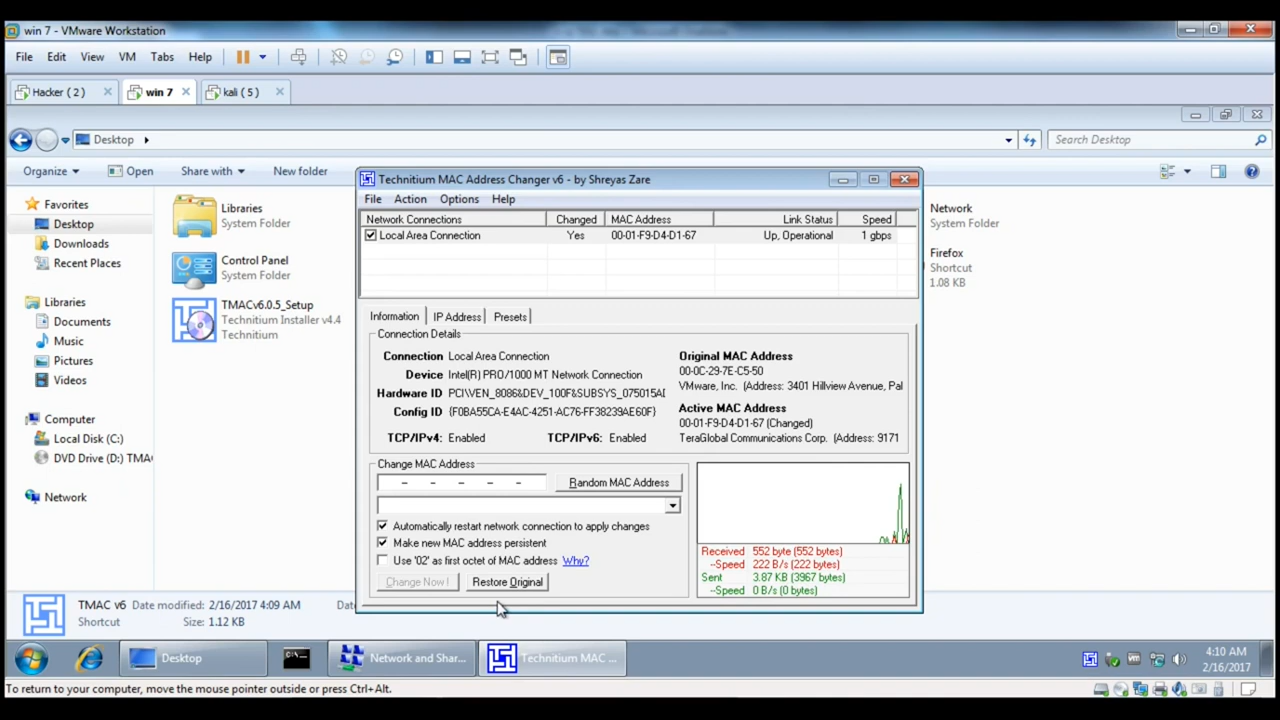 win 7 - VMware Workstation
File Edit View VM Tabs Help
Hacker ( 2 ) win 7 kali ( 5 )
Desktop Search Desktop
Organize Open Share with New folder
Favorites
Desktop
Downloads
Recent Places
Libraries
Documents
Music
Pictures
Videos
Computer
Local Disk (C:)
DVD Drive (D:) TMA
Network
Libraries
System Folder
Control Panel
System Folder
TMACv6.0.5_Setup
Technitium Installer v4.4
Technitium
Network
System Folder
Firefox
Shortcut
1.08 KB
Technitium MAC Address Changer v6 - by Shreyas Zare
File Action Options Help
Network Connections Changed MAC Address Link Status Speed
Local Area Connection Yes 00-01-F9-D4-D1-67 Up, Operational 1 gbps
Information IP Address Presets
Connection Details
Connection Local Area Connection
Device Intel(R) PRO/1000 MT Network Connection
Hardware ID PCI\VEN_8086&DEV_100F&SUBSYS_075015AD
Config ID {F0BA55CA-E4AC-4251-AC76-FF38239AE60F}
TCP/IPv4: Enabled TCP/IPv6: Enabled
Original MAC Address
00-0C-29-7E-C5-50
VMware, Inc. (Address: 3401 Hillview Avenue, Pal
Active MAC Address
00-01-F9-D4-D1-67 (Changed)
TeraGlobal Communications Corp. (Address: 9171
Change MAC Address
- - - - - Random MAC Address
Automatically restart network connection to apply changes
Make new MAC address persistent
Use '02' as first octet of MAC address Why?
Change Now ! Restore Original
Received 552 byte (552 bytes)
--Speed 222 B/s (222 bytes)
Sent 3.87 KB (3967 bytes)
--Speed 0 B/s (0 bytes)
TMAC v6 Date modified: 2/16/2017 4:09 AM Da
Shortcut Size: 1.12 KB
Desktop Network and Shar... Technitium MAC ... 4:10 AM
2/16/2017
To return to your computer, move the mouse pointer outside or press Ctrl+Alt.